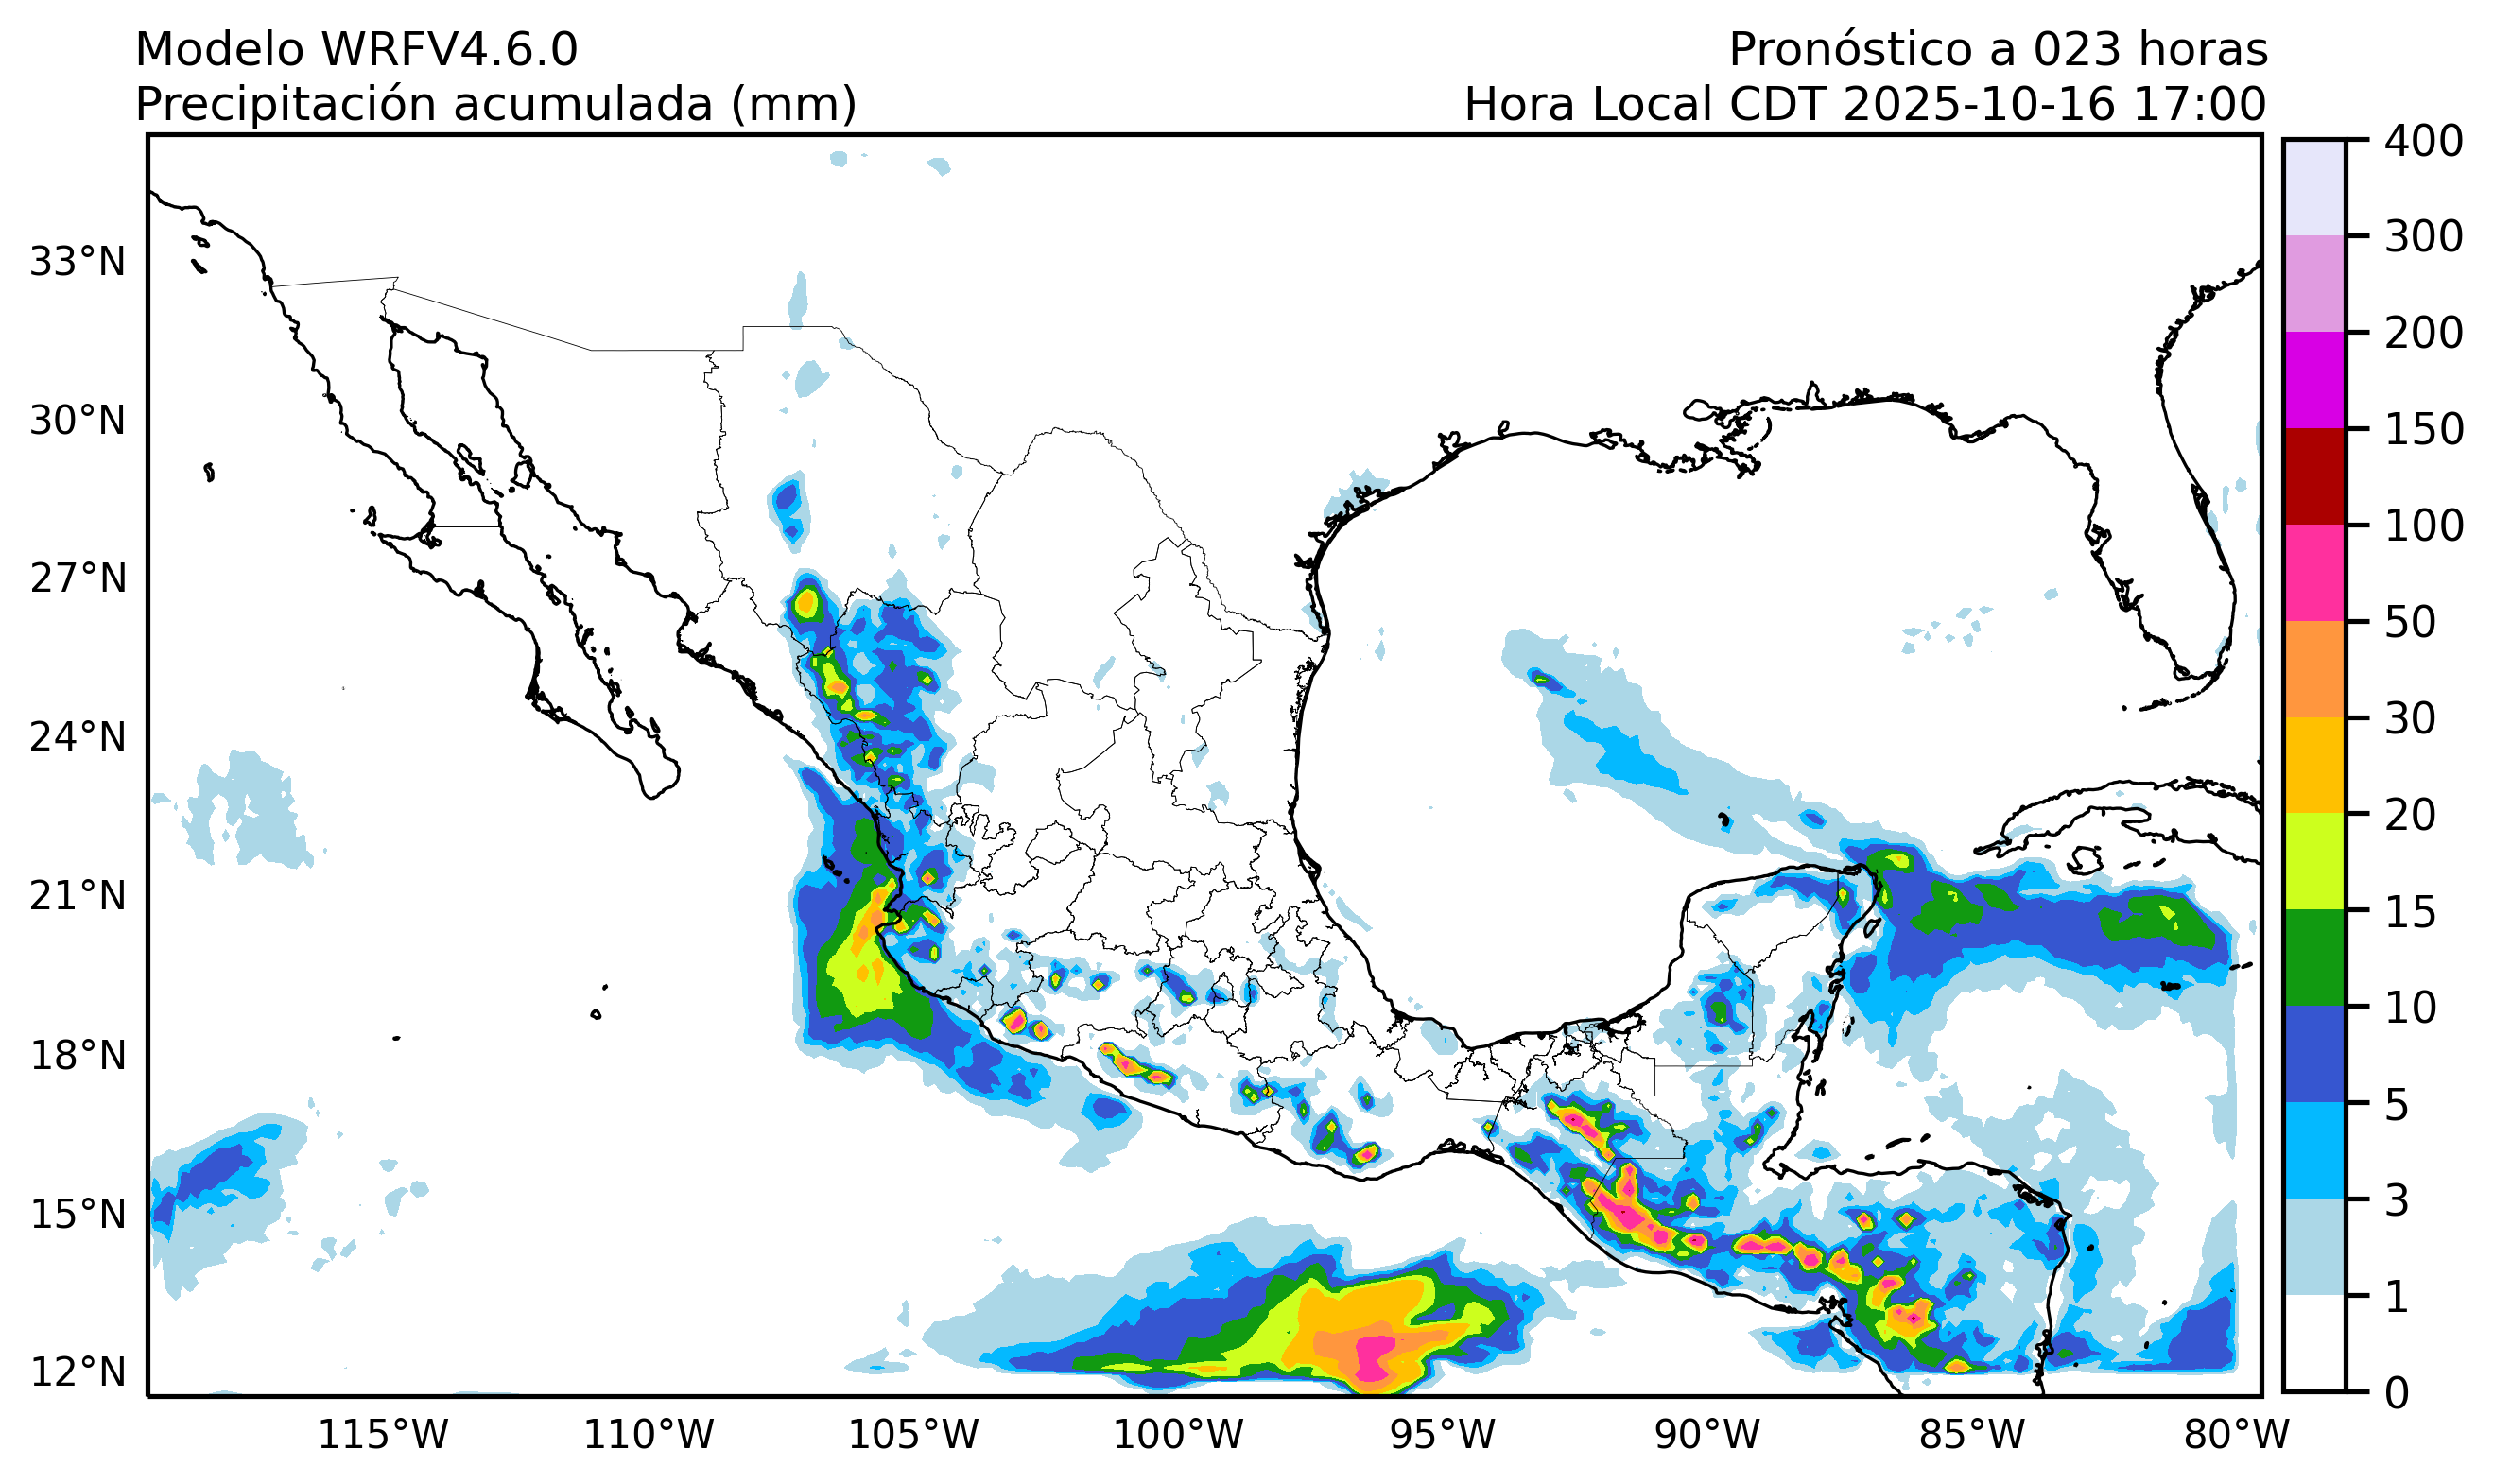 Modelo WRFV4.6.0
Pronóstico a 023 horas
Precipitación acumulada (mm)
Hora Local CDT 2025-10-16 17:00
33°N
30°N
27°N
24°N
21°N
18°N
15°N
12°N
115°W
110°W
105°W
100°W
95°W
90°W
85°W
80°W
400
300
200
150
100
50
30
20
15
10
5
3
1
0